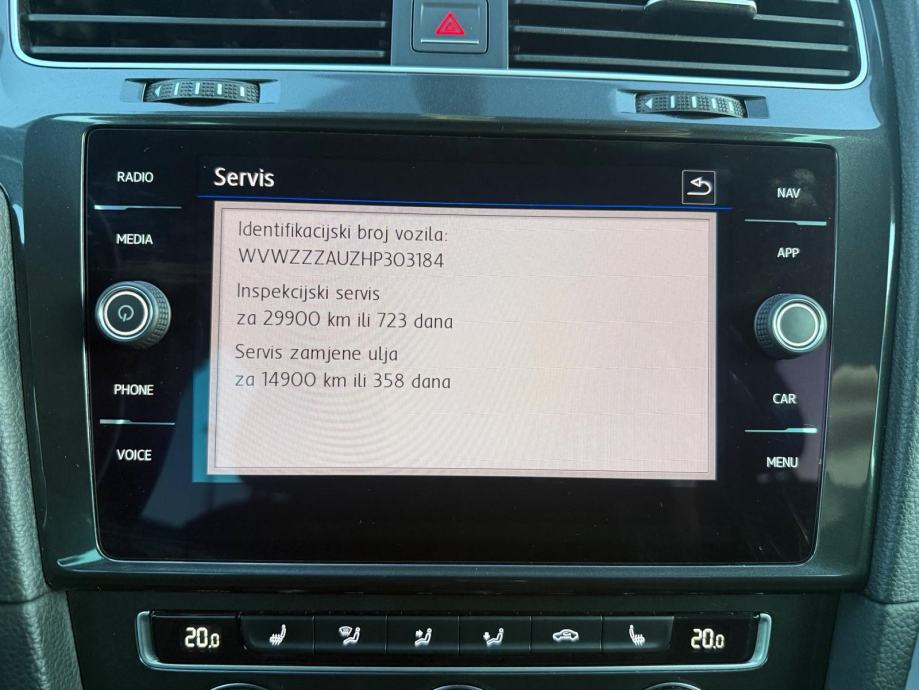 RADIO
Servis
NAV
MEDIA
Identifikacijski broj vozila:
WVWZZZAUZHP303184
APP
Inspekcijski servis
za 29900 km ili 723 dana
Servis zamjene ulja
za 14900 km ili 358 dana
PHONE
CAR
VOICE
MENU
20.0
20.0